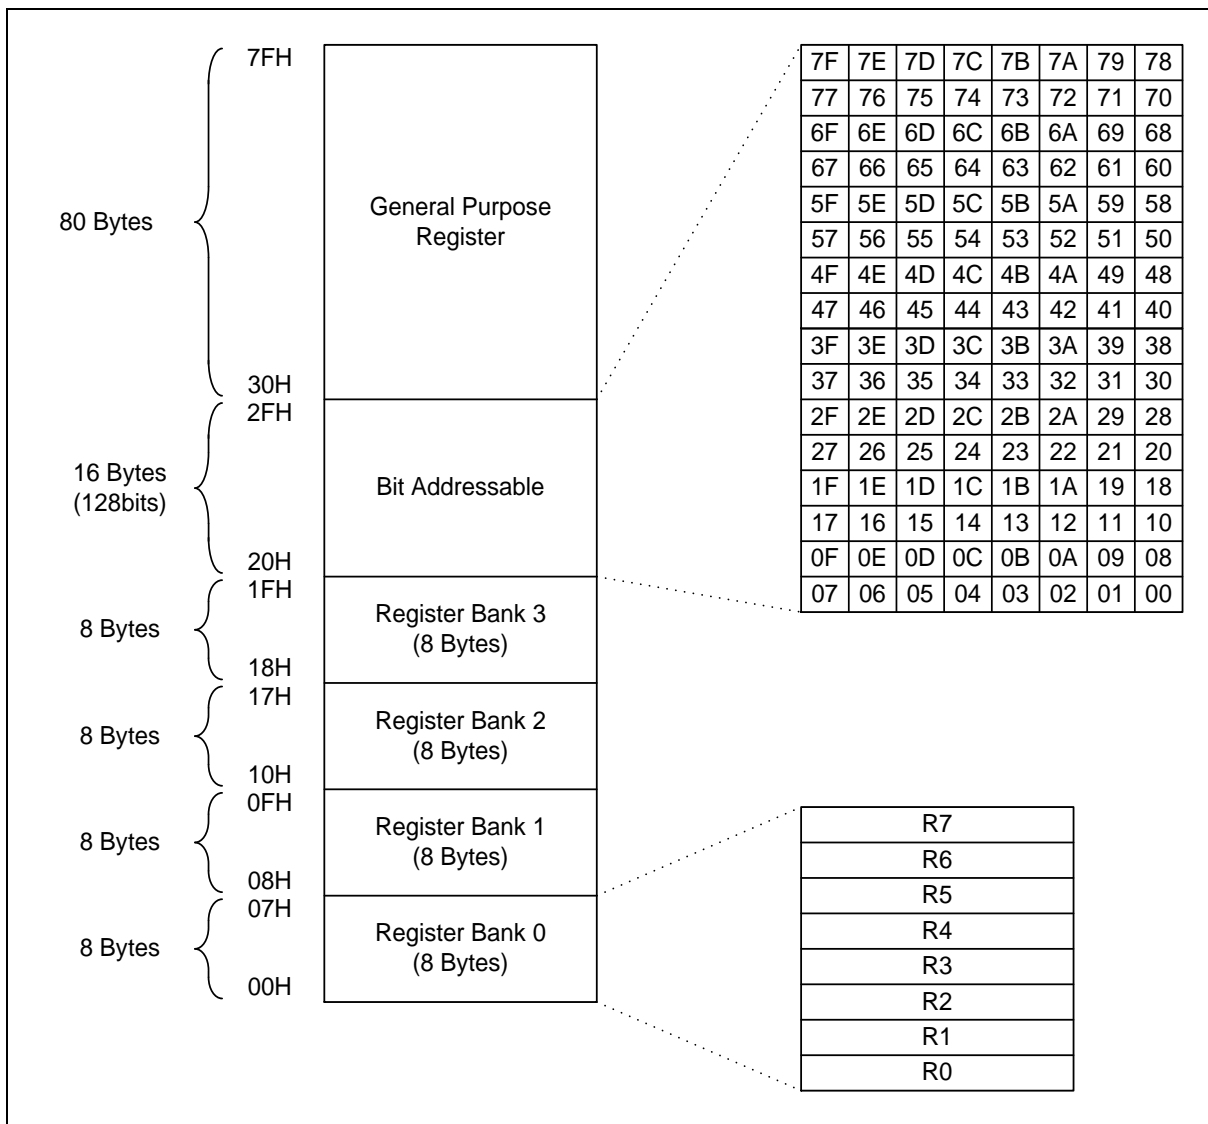 7FH
80 Bytes
General Purpose
Register
30H
2FH
16 Bytes
(128bits)
Bit Addressable
20H
1FH
8 Bytes
Register Bank 3
(8 Bytes)
18H
17H
8 Bytes
Register Bank 2
(8 Bytes)
10H
0FH
8 Bytes
Register Bank 1
(8 Bytes)
08H
07H
8 Bytes
Register Bank 0
(8 Bytes)
00H
7F 7E 7D 7C 7B 7A 79 78
77 76 75 74 73 72 71 70
6F 6E 6D 6C 6B 6A 69 68
67 66 65 64 63 62 61 60
5F 5E 5D 5C 5B 5A 59 58
57 56 55 54 53 52 51 50
4F 4E 4D 4C 4B 4A 49 48
47 46 45 44 43 42 41 40
3F 3E 3D 3C 3B 3A 39 38
37 36 35 34 33 32 31 30
2F 2E 2D 2C 2B 2A 29 28
27 26 25 24 23 22 21 20
1F 1E 1D 1C 1B 1A 19 18
17 16 15 14 13 12 11 10
0F 0E 0D 0C 0B 0A 09 08
07 06 05 04 03 02 01 00
R7
R6
R5
R4
R3
R2
R1
R0